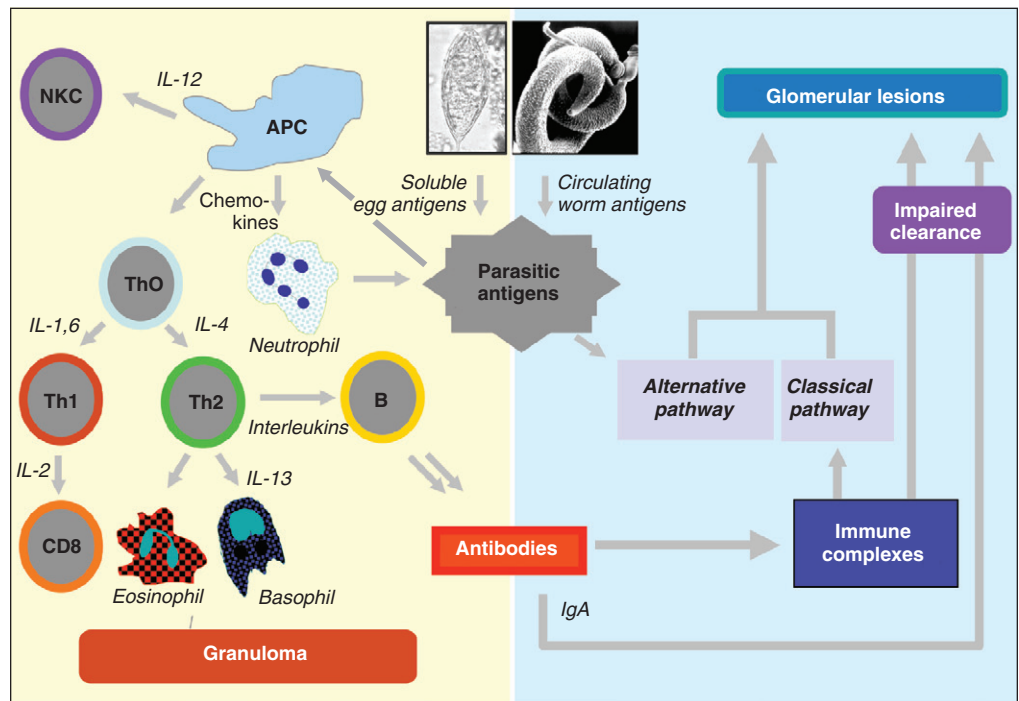 IL-12
NKC
APC
Glomerular lesions
Soluble
egg antigens
Circulating
worm antigens
Chemo-
kines
Impaired
clearance
ThO
Parasitic
antigens
IL-1,6
IL-4
Neutrophil
Th1
Th2
B
Interleukins
Alternative
pathway
Classical
pathway
IL-2
IL-13
CD8
Eosinophil
Basophil
Antibodies
Immune
complexes
IgA
Granuloma